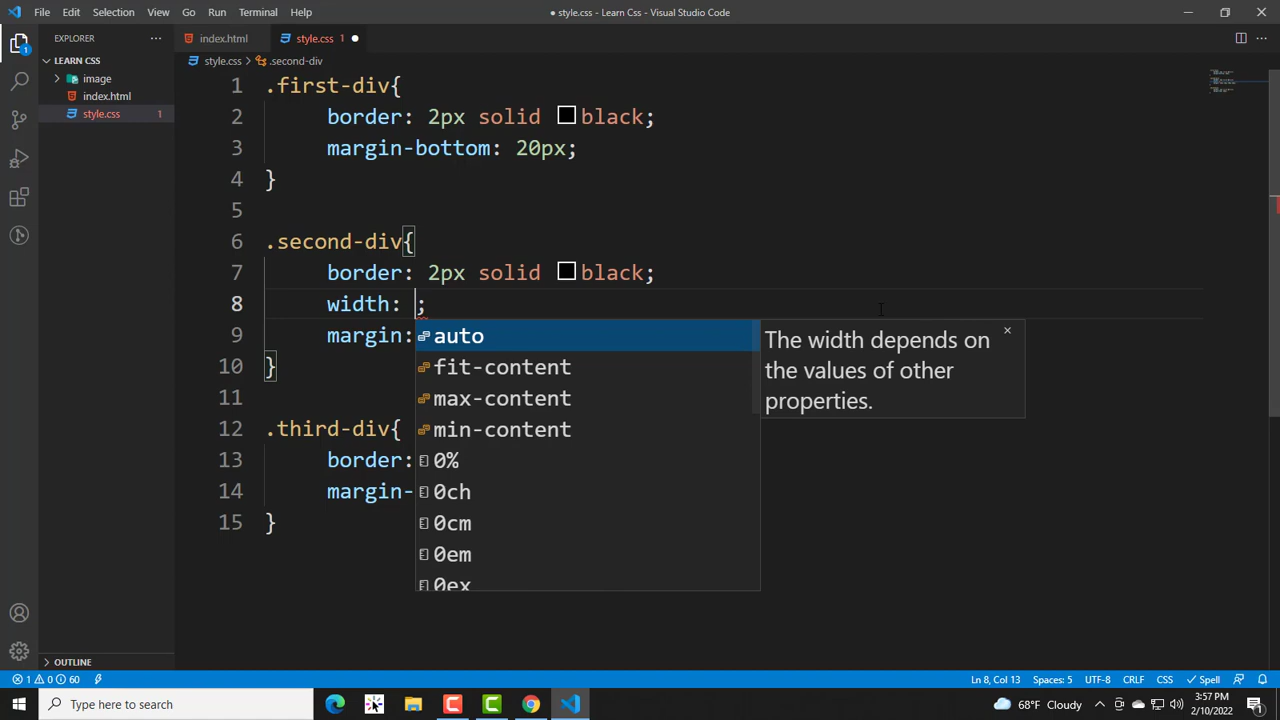 File Edit Selection View Go Run Terminal Help
● style.css - Learn Css - Visual Studio Code
EXPLORER
index.html
style.css 1
LEARN CSS
style.css > .second-div
image
index.html
style.css 1
1 .first-div{
2 border: 2px solid black;
3 margin-bottom: 20px;
4 }
5
6 .second-div{
7 border: 2px solid black;
8 width: ;
9 margin:
10 }
11
12 .third-div{
13 border:
14 margin-
15 }
auto
fit-content
max-content
min-content
0%
0ch
0cm
0em
0ex
The width depends on
the values of other
properties.
OUTLINE
1 0 60
Ln 8, Col 13 Spaces: 5 UTF-8 CRLF CSS Spell
Type here to search
68°F Cloudy
3:57 PM
2/10/2022
1